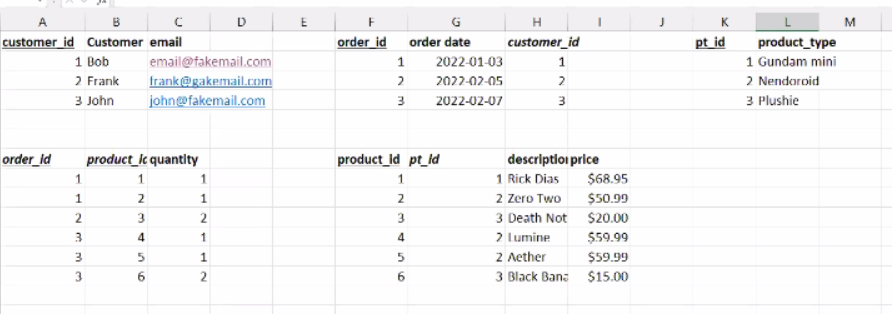 A B C D E F G H I J K L M
customer_id Customer email order_id order date customer_id pt_id product_type
1 Bob email@fakemail.com 1 2022-01-03 1 1 Gundam mini
2 Frank frank@gakemail.com 2 2022-02-05 2 2 Nendoroid
3 John john@fakemail.com 3 2022-02-07 3 3 Plushie
order_id product_ic quantity product_id pt_id description price
1 1 1 1 1 Rick Dias $68.95
1 2 1 2 2 Zero Two $50.99
2 3 2 3 3 Death Not $20.00
3 4 1 4 2 Lumine $59.99
3 5 1 5 2 Aether $59.99
3 6 2 6 3 Black Bana $15.00